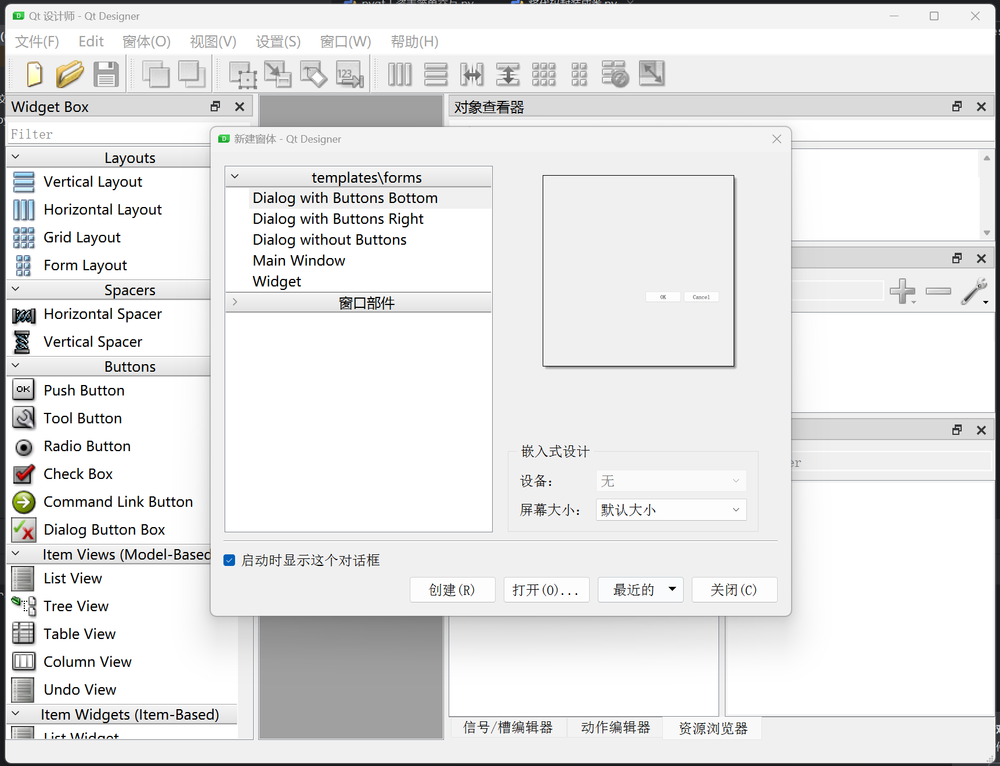 Qt 设计师 - Qt Designer
文件(F) Edit 窗体(O) 视图(V) 设置(S) 窗口(W) 帮助(H)
Widget Box
对象查看器
Filter
Layouts
Vertical Layout
Horizontal Layout
Grid Layout
Form Layout
Spacers
Horizontal Spacer
Vertical Spacer
Buttons
OK
Push Button
Tool Button
Radio Button
Check Box
Command Link Button
Dialog Button Box
Item Views (Model-Based
List View
Tree View
Table View
Column View
Undo View
Item Widgets (Item-Based)
List Widget
新建窗体 - Qt Designer
templates\forms
Dialog with Buttons Bottom
Dialog with Buttons Right
Dialog without Buttons
Main Window
Widget
窗口部件
OK
Cancel
嵌入式设计
设备：
无
屏幕大小：
默认大小
启动时显示这个对话框
创建(R)
打开(O)...
最近的
关闭(C)
er
信号/槽编辑器
动作编辑器
资源浏览器